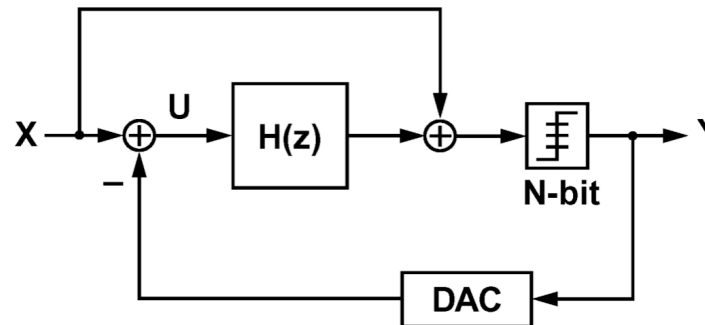 X
U
H(z)
N-bit
DAC
–